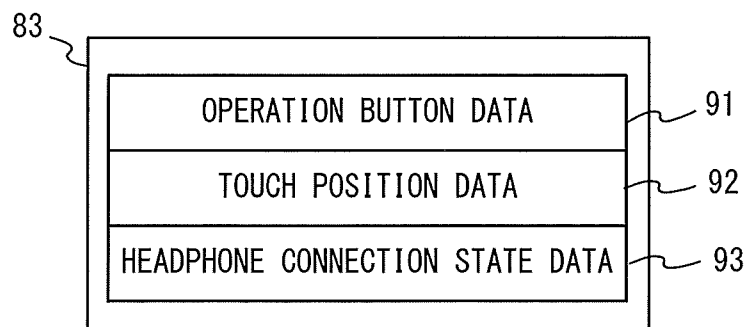 83
OPERATION BUTTON DATA
91
TOUCH POSITION DATA
92
HEADPHONE CONNECTION STATE DATA
93